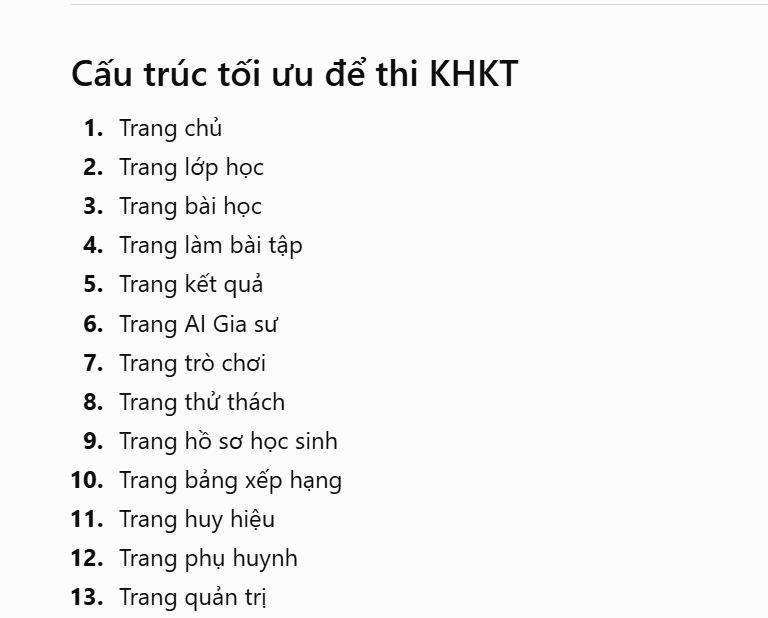 Cấu trúc tối ưu để thi KHKT
1. Trang chủ
2. Trang lớp học
3. Trang bài học
4. Trang làm bài tập
5. Trang kết quả
6. Trang AI Gia sư
7. Trang trò chơi
8. Trang thử thách
9. Trang hồ sơ học sinh
10. Trang bảng xếp hạng
11. Trang huy hiệu
12. Trang phụ huynh
13. Trang quản trị